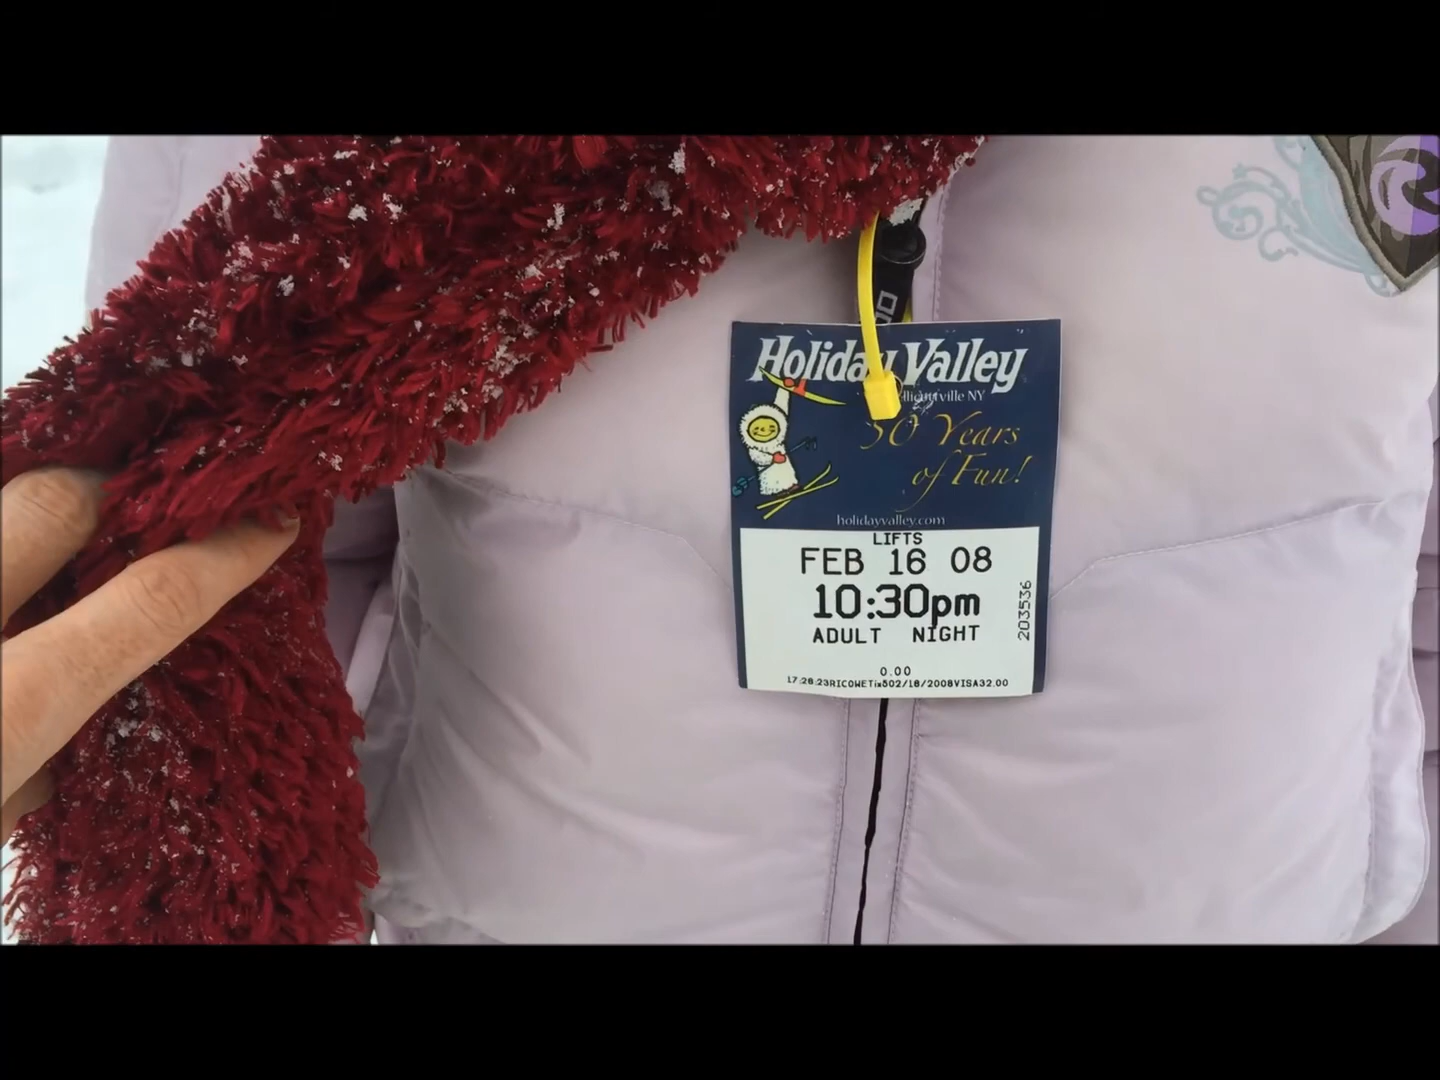 Holiday Valley
NY
50 Years
of Fun!
holidayvalley.com
LIFTS
FEB 16 08
10:30pm
ADULT NIGHT
203536
0.00